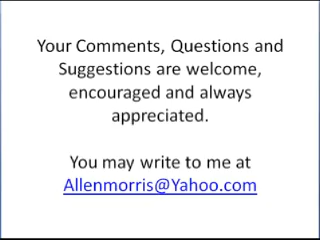 Your Comments, Questions and
Suggestions are welcome,
encouraged and always
appreciated.
You may write to me at
Allenmorris@Yahoo.com